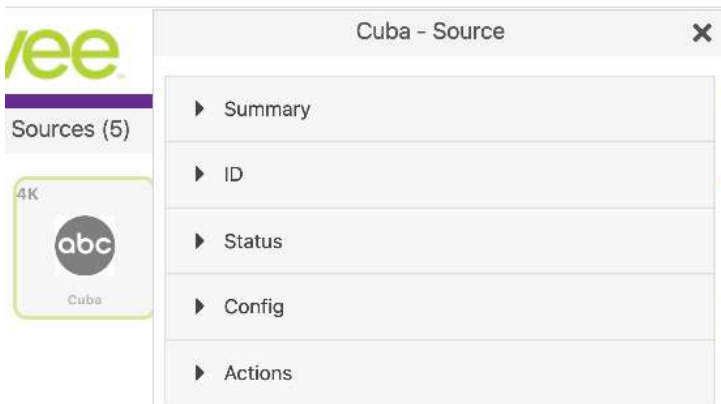 vee
Sources (5)
4K
abc
Cuba
Cuba - Source
Summary
ID
Status
Config
Actions